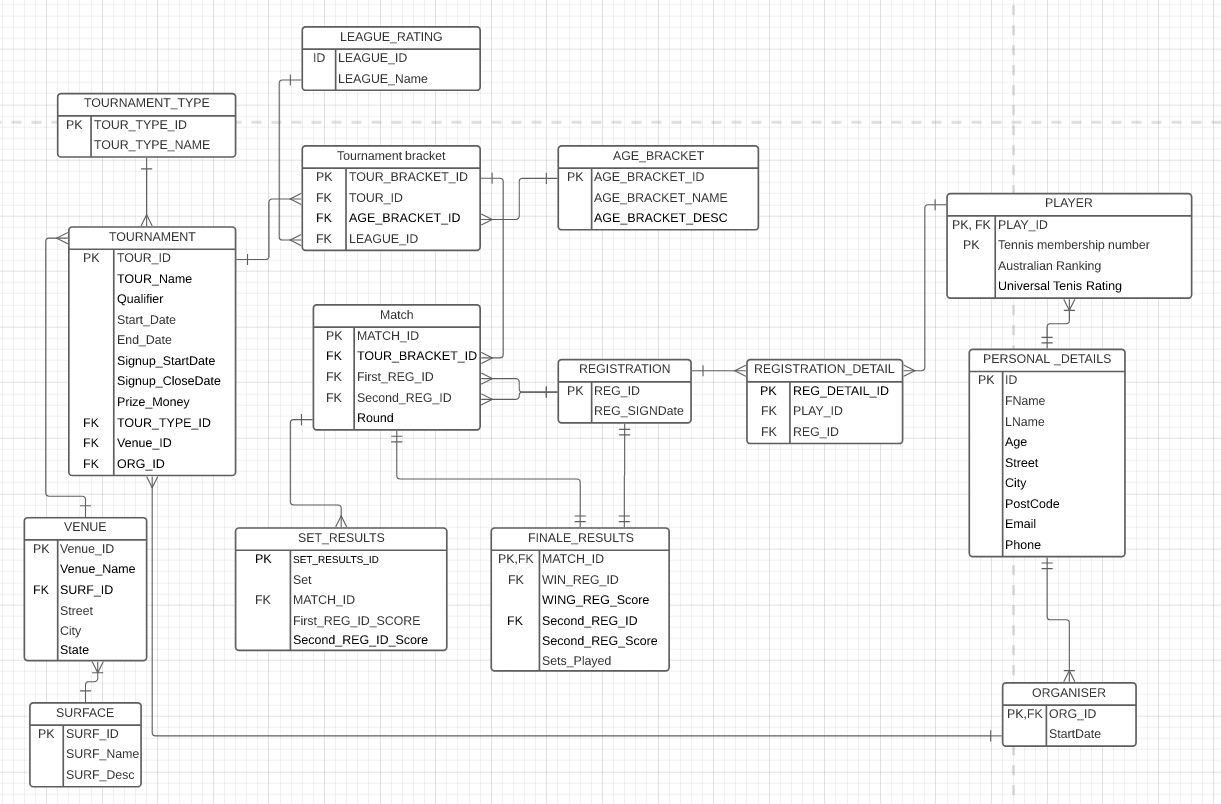 LEAGUE_RATING
ID LEAGUE_ID
LEAGUE_Name
TOURNAMENT_TYPE
PK TOUR_TYPE_ID
TOUR_TYPE_NAME
Tournament bracket
PK TOUR_BRACKET_ID
FK TOUR_ID
FK AGE_BRACKET_ID
FK LEAGUE_ID
AGE_BRACKET
PK AGE_BRACKET_ID
AGE_BRACKET_NAME
AGE_BRACKET_DESC
PLAYER
PK, FK PLAY_ID
PK Tennis membership number
Australian Ranking
Universal Tenis Rating
TOURNAMENT
PK TOUR_ID
TOUR_Name
Qualifier
Start_Date
End_Date
Signup_StartDate
Signup_CloseDate
Prize_Money
FK TOUR_TYPE_ID
FK Venue_ID
FK ORG_ID
Match
PK MATCH_ID
FK TOUR_BRACKET_ID
FK First_REG_ID
FK Second_REG_ID
Round
REGISTRATION
PK REG_ID
REG_SIGNDate
REGISTRATION_DETAIL
PK REG_DETAIL_ID
FK PLAY_ID
FK REG_ID
PERSONAL _DETAILS
PK ID
FName
LName
Age
Street
City
PostCode
Email
Phone
VENUE
PK Venue_ID
Venue_Name
FK SURF_ID
Street
City
State
SET_RESULTS
PK SET_RESULTS_ID
Set
FK MATCH_ID
First_REG_ID_SCORE
Second_REG_ID_Score
FINALE_RESULTS
PK,FK MATCH_ID
FK WIN_REG_ID
WING_REG_Score
FK Second_REG_ID
Second_REG_Score
Sets_Played
SURFACE
PK SURF_ID
SURF_Name
SURF_Desc
ORGANISER
PK,FK ORG_ID
StartDate